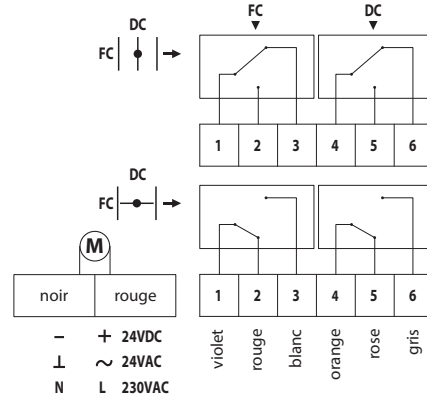 FC DC
DC
FC
1 2 3 4 5 6
DC
FC
M
noir rouge 1 2 3 4 5 6
− + 24VDC
⊥ ~ 24VAC
N L 230VAC
violet
rouge
blanc
orange
rose
gris